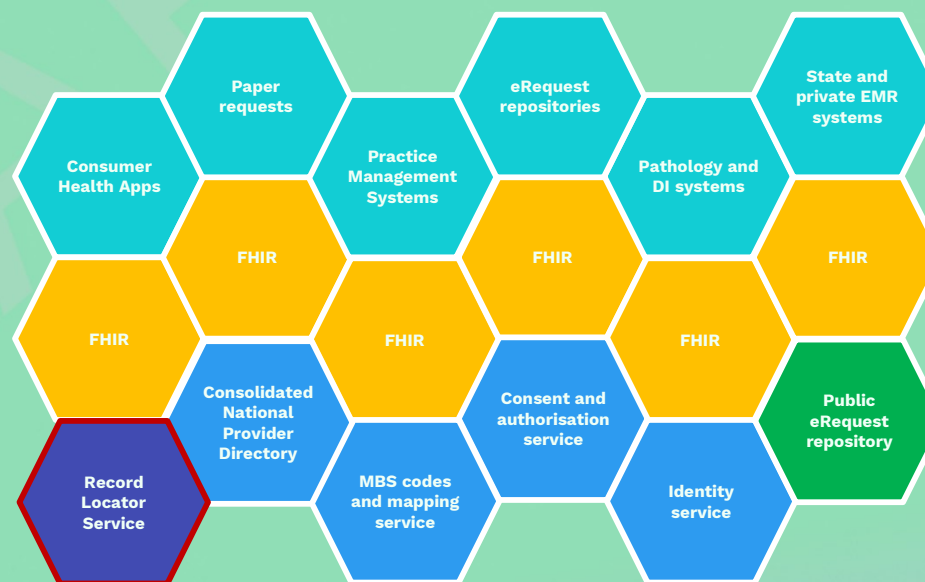 Paper
requests
eRequest
repositories
State and
private EMR
systems
Consumer
Health Apps
Practice
Management
Systems
Pathology and
DI systems
FHIR
FHIR
FHIR
FHIR
FHIR
FHIR
Consolidated
National
Provider
Directory
Consent and
authorisation
service
Public
eRequest
repository
Record
Locator
Service
MBS codes
and mapping
service
Identity
service